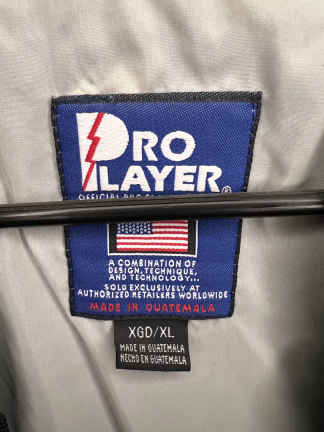 PRO
PLAYER®
A COMBINATION OF
DESIGN, TECHNIQUE,
AND TECHNOLOGY...
SOLD EXCLUSIVELY AT
AUTHORIZED RETAILERS WORLDWIDE
MADE IN GUATEMALA
XGD/XL
MADE IN GUATEMALA
HECHO EN GUATEMALA